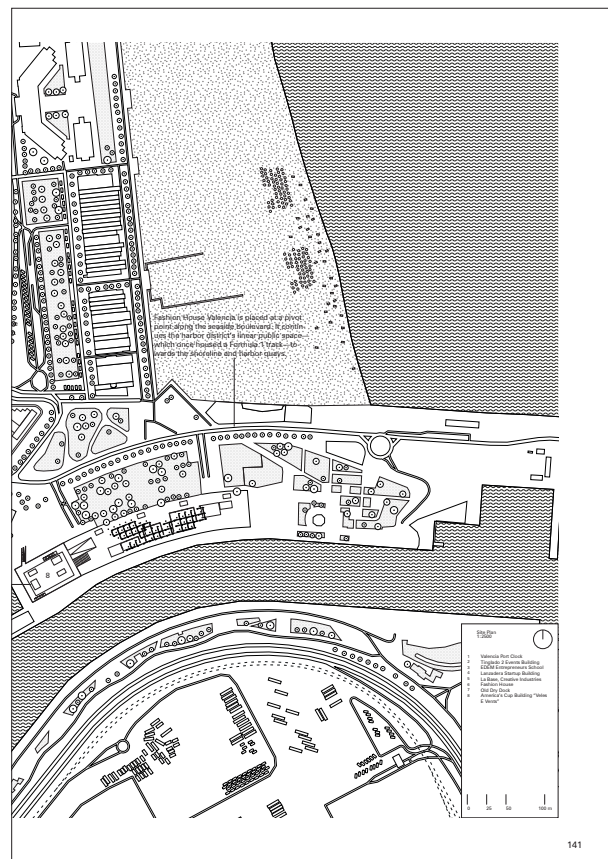 Fashion House Valencia is placed at a pivot
point along the seaside boulevard. It contin-
ues the harbor district's linear public space—
which once housed a Formula 1 track—to-
wards the shoreline and harbor quays.
8
Site Plan
1:2500
1 Valencia Port Clock
2 Tinglado 2 Events Building
3 EDEM Entrepreneurs School
4 Lanzadera Startup Building
5 La Base, Creative Industries
6 Fashion House
7 Old Dry Dock
8 America's Cup Building "Veles
E Vents"
0 25 50 100 m
141